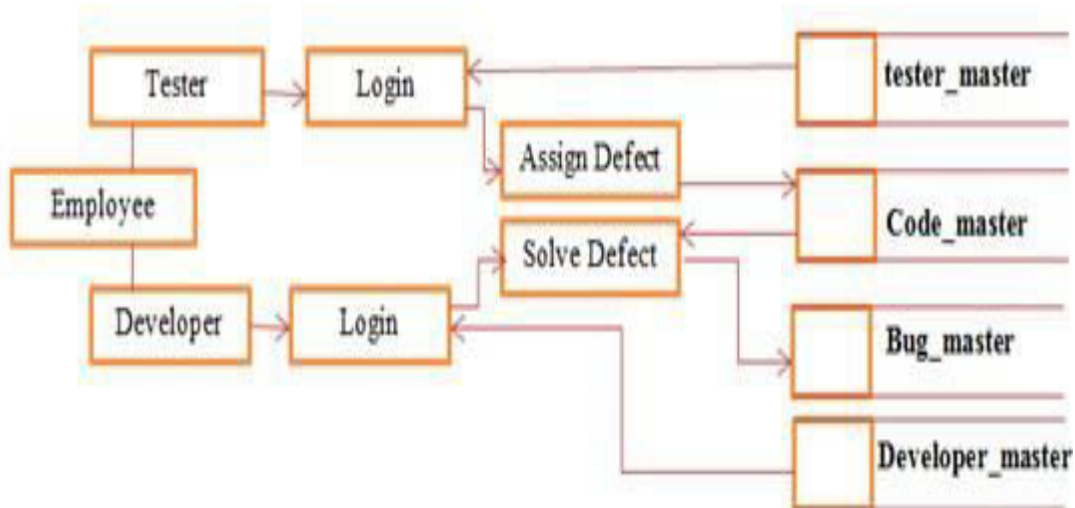 Tester
Login
tester_master
Assign Defect
Employee
Code_master
Solve Defect
Developer
Login
Bug_master
Developer_master